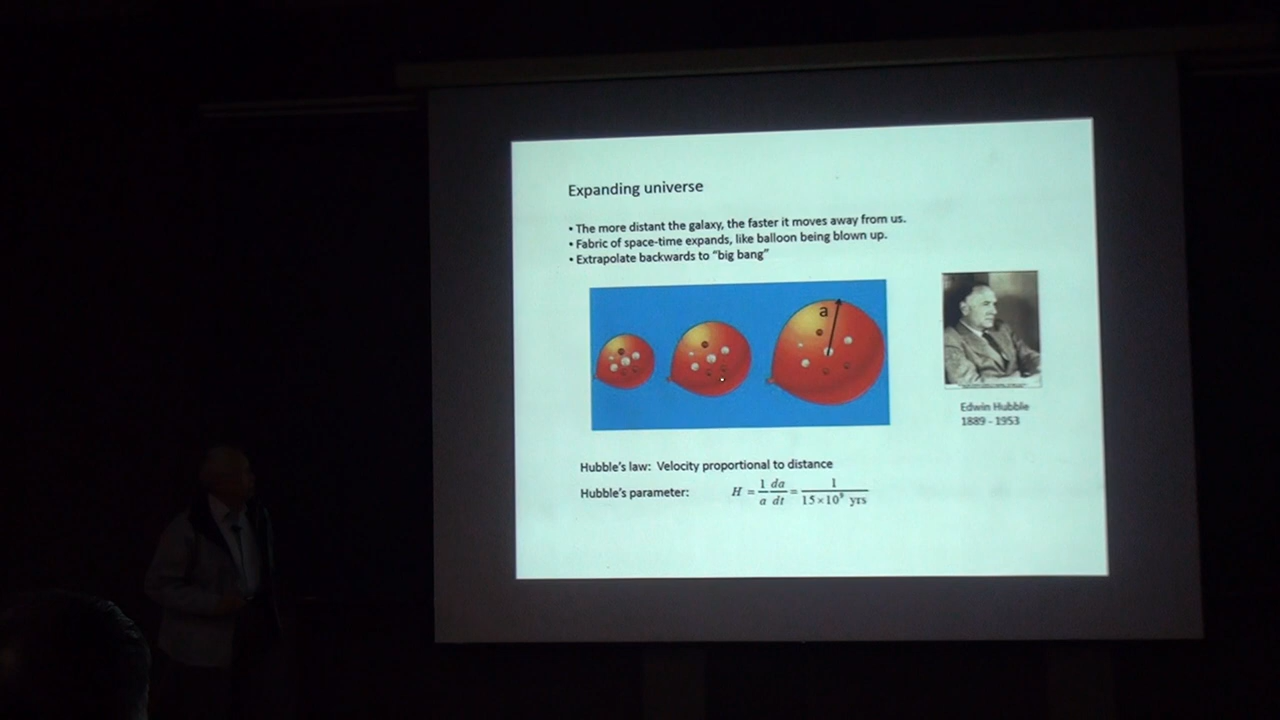 Expanding universe
• The more distant the galaxy, the faster it moves away from us.
• Fabric of space-time expands, like balloon being blown up.
• Extrapolate backwards to “big bang”
a
Edwin Hubble
1889 - 1953
Hubble's law: Velocity proportional to distance
Hubble's parameter: H = 1/a da/dt = 1/(15×10⁹ yrs)